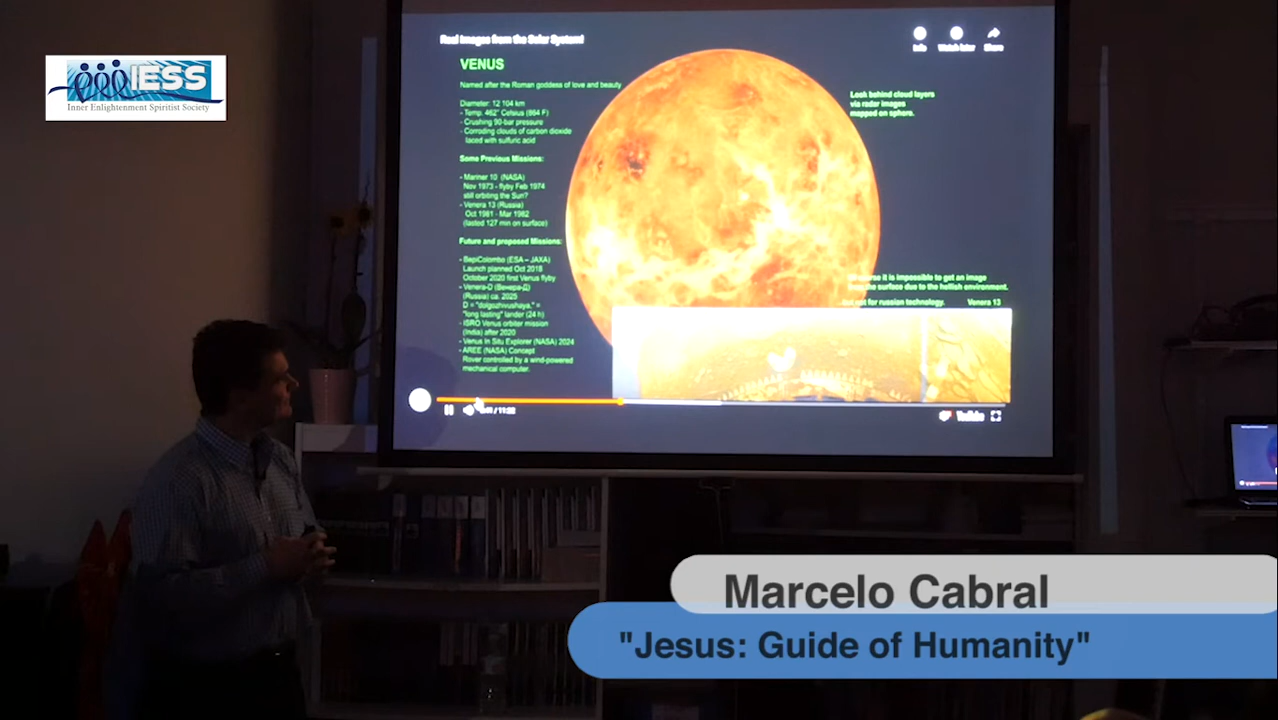 IESS
Inner Enlightenment Spiritist Society
Real Images from the Solar System!
Info
Watch later
Share
VENUS
Named after the Roman goddess of love and beauty
Diameter: 12 104 km
- Temp. 462° Celsius (864 F)
- Crushing 90-bar pressure
- Corroding clouds of carbon dioxide
laced with sulfuric acid
Some Previous Missions:
- Mariner 10 (NASA)
Nov 1973 - flyby Feb 1974
still orbiting the Sun?
- Venera 13 (Russia)
Oct 1981 - Mar 1982
(lasted 127 min on surface)
Future and proposed Missions:
- BepiColombo (ESA – JAXA)
Launch planned Oct 2018
October 2020 first Venus flyby
- Venera-D (Венера-Д)
(Russia) ca. 2025
D = "dolgozhivushaya," =
"long lasting" lander (24 h)
- ISRO Venus orbiter mission
(India) after 2020
- Venus In Situ Explorer (NASA) 2024
- AREE (NASA) Concept
Rover controlled by a wind-powered
mechanical computer.
Look behind cloud layers
via radar images
mapped on sphere.
it is impossible to get an image
the surface due to the hellish environment.
not for russian technology.
Venera 13
/ 11:22
YouTube
Marcelo Cabral
"Jesus: Guide of Humanity"